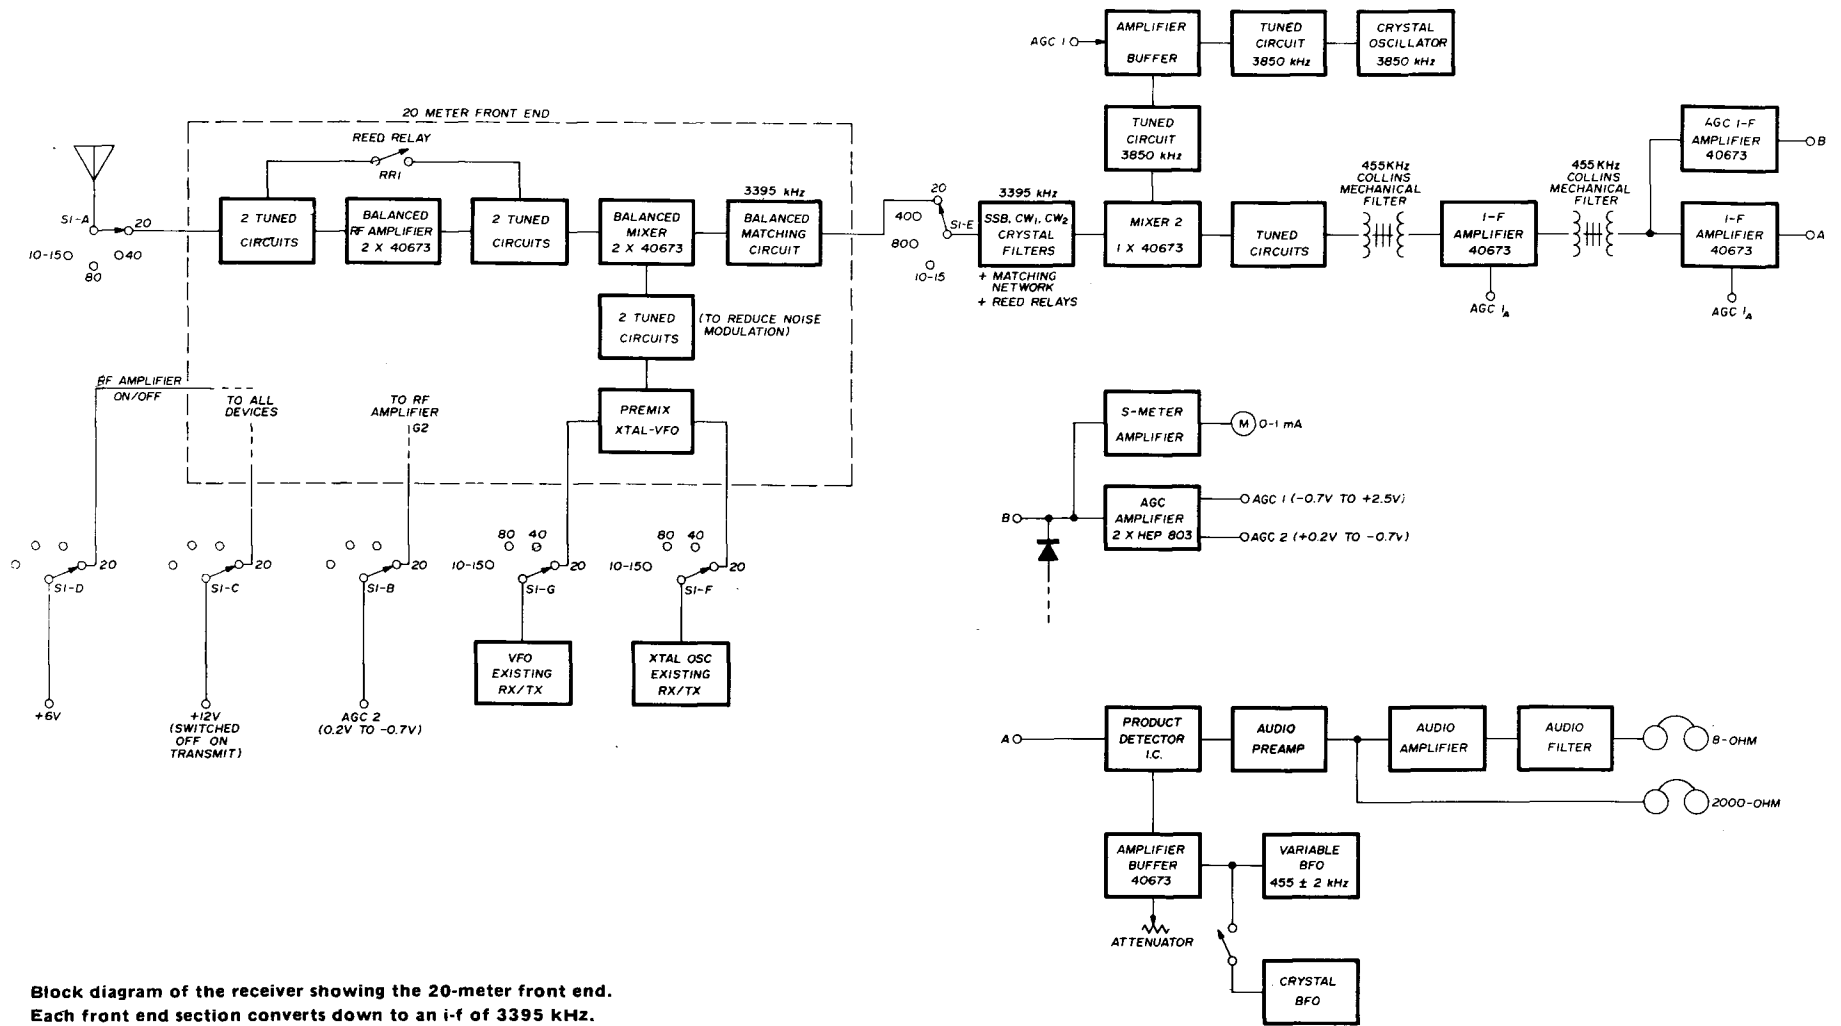 AMPLIFIER
BUFFER
TUNED
CIRCUIT
3850 kHz
CRYSTAL
OSCILLATOR
3850 kHz
AGC 1
20 METER FRONT END
REED RELAY
RR1
TUNED
CIRCUIT
3850 kHz
AGC I-F
AMPLIFIER
40673
B
455KHz
COLLINS
MECHANICAL
FILTER
455KHz
COLLINS
MECHANICAL
FILTER
S1-A
20
10-15
40
80
2 TUNED
CIRCUITS
BALANCED
RF AMPLIFIER
2 X 40673
2 TUNED
CIRCUITS
BALANCED
MIXER
2 X 40673
3395 kHz
BALANCED
MATCHING
CIRCUIT
20
40
80
10-15
S1-E
3395 kHz
SSB, CW1, CW2
CRYSTAL
FILTERS
+ MATCHING
NETWORK
+ REED RELAYS
MIXER 2
1 X 40673
TUNED
CIRCUITS
I-F
AMPLIFIER
40673
AGC 1A
I-F
AMPLIFIER
40673
A
AGC 1A
2 TUNED
CIRCUITS
(TO REDUCE NOISE
MODULATION)
RF AMPLIFIER
ON/OFF
TO ALL
DEVICES
TO RF
AMPLIFIER
G2
PREMIX
XTAL-VFO
S-METER
AMPLIFIER
M
0-1 mA
B
AGC
AMPLIFIER
2 X HEP 803
AGC 1 (-0.7V TO +2.5V)
AGC 2 (+0.2V TO -0.7V)
20
S1-D
20
S1-C
20
S1-B
80 40
10-15
20
S1-G
80 40
10-15
20
S1-F
VFO
EXISTING
RX/TX
XTAL OSC
EXISTING
RX/TX
+6V
+12V
(SWITCHED
OFF ON
TRANSMIT)
AGC 2
(0.2V TO -0.7V)
A
PRODUCT
DETECTOR
I.C.
AUDIO
PREAMP
AUDIO
AMPLIFIER
AUDIO
FILTER
8-OHM
2000-OHM
AMPLIFIER
BUFFER
40673
VARIABLE
BFO
455 ± 2 kHz
ATTENUATOR
CRYSTAL
BFO
Block diagram of the receiver showing the 20-meter front end.
Each front end section converts down to an i-f of 3395 kHz.